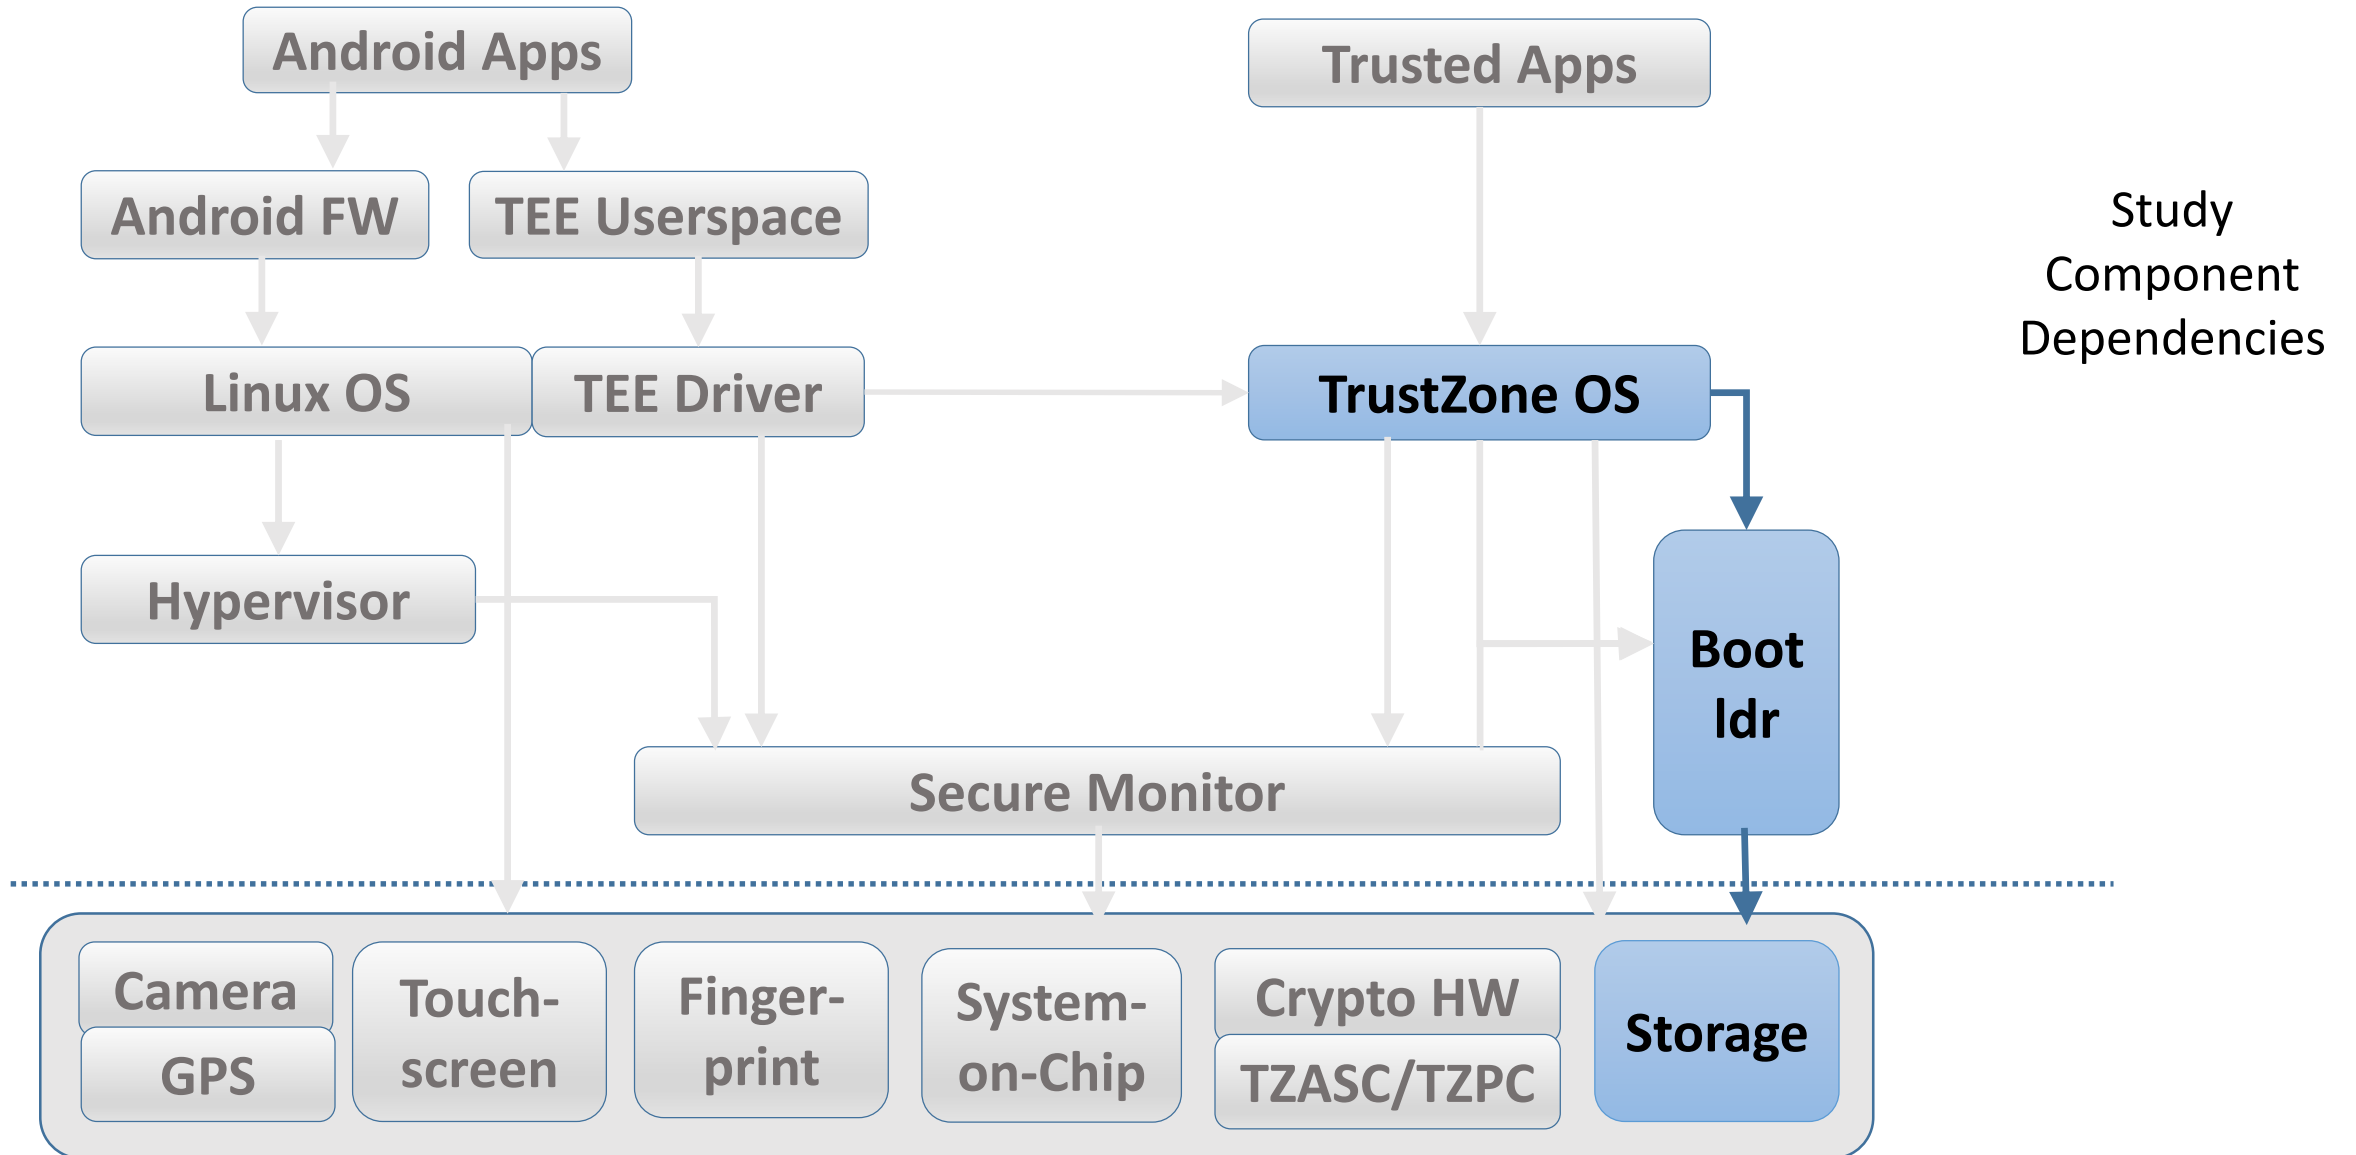 Android Apps
Trusted Apps
Android FW
TEE Userspace
Study
Component
Dependencies
Linux OS
TEE Driver
TrustZone OS
Hypervisor
Boot
ldr
Secure Monitor
Camera
GPS
Touch-
screen
Finger-
print
System-
on-Chip
Crypto HW
TZASC/TZPC
Storage